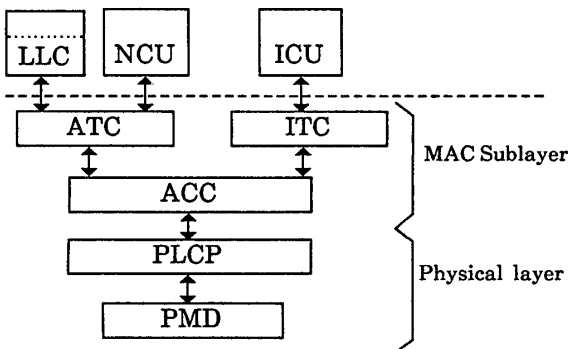 LLC NCU ICU
ATC ITC
MAC Sublayer
ACC
PLCP
Physical layer
PMD